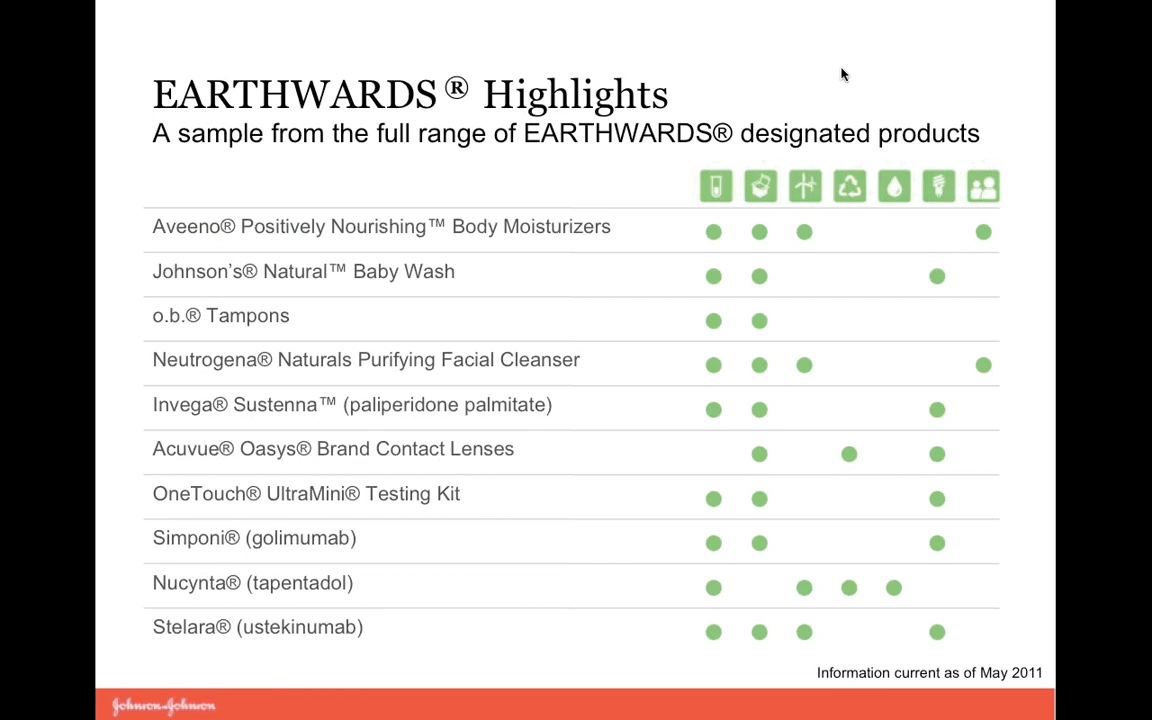 EARTHWARDS® Highlights
A sample from the full range of EARTHWARDS® designated products
Aveeno® Positively Nourishing™ Body Moisturizers
Johnson’s® Natural™ Baby Wash
o.b.® Tampons
Neutrogena® Naturals Purifying Facial Cleanser
Invega® Sustenna™ (paliperidone palmitate)
Acuvue® Oasys® Brand Contact Lenses
OneTouch® UltraMini® Testing Kit
Simponi® (golimumab)
Nucynta® (tapentadol)
Stelara® (ustekinumab)
Information current as of May 2011
Johnson & Johnson